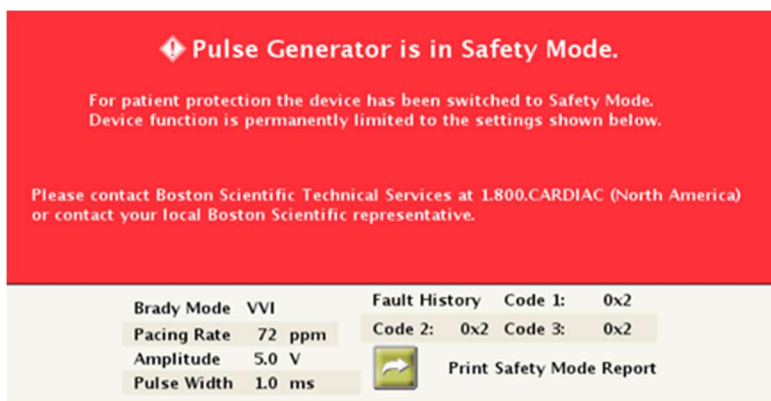 Pulse Generator is in Safety Mode.
For patient protection the device has been switched to Safety Mode.
Device function is permanently limited to the settings shown below.
Please contact Boston Scientific Technical Services at 1.800.CARDIAC (North America)
or contact your local Boston Scientific representative.
Brady Mode VVI
Pacing Rate 72 ppm
Amplitude 5.0 V
Pulse Width 1.0 ms
Fault History Code 1: 0x2
Code 2: 0x2 Code 3: 0x2
Print Safety Mode Report